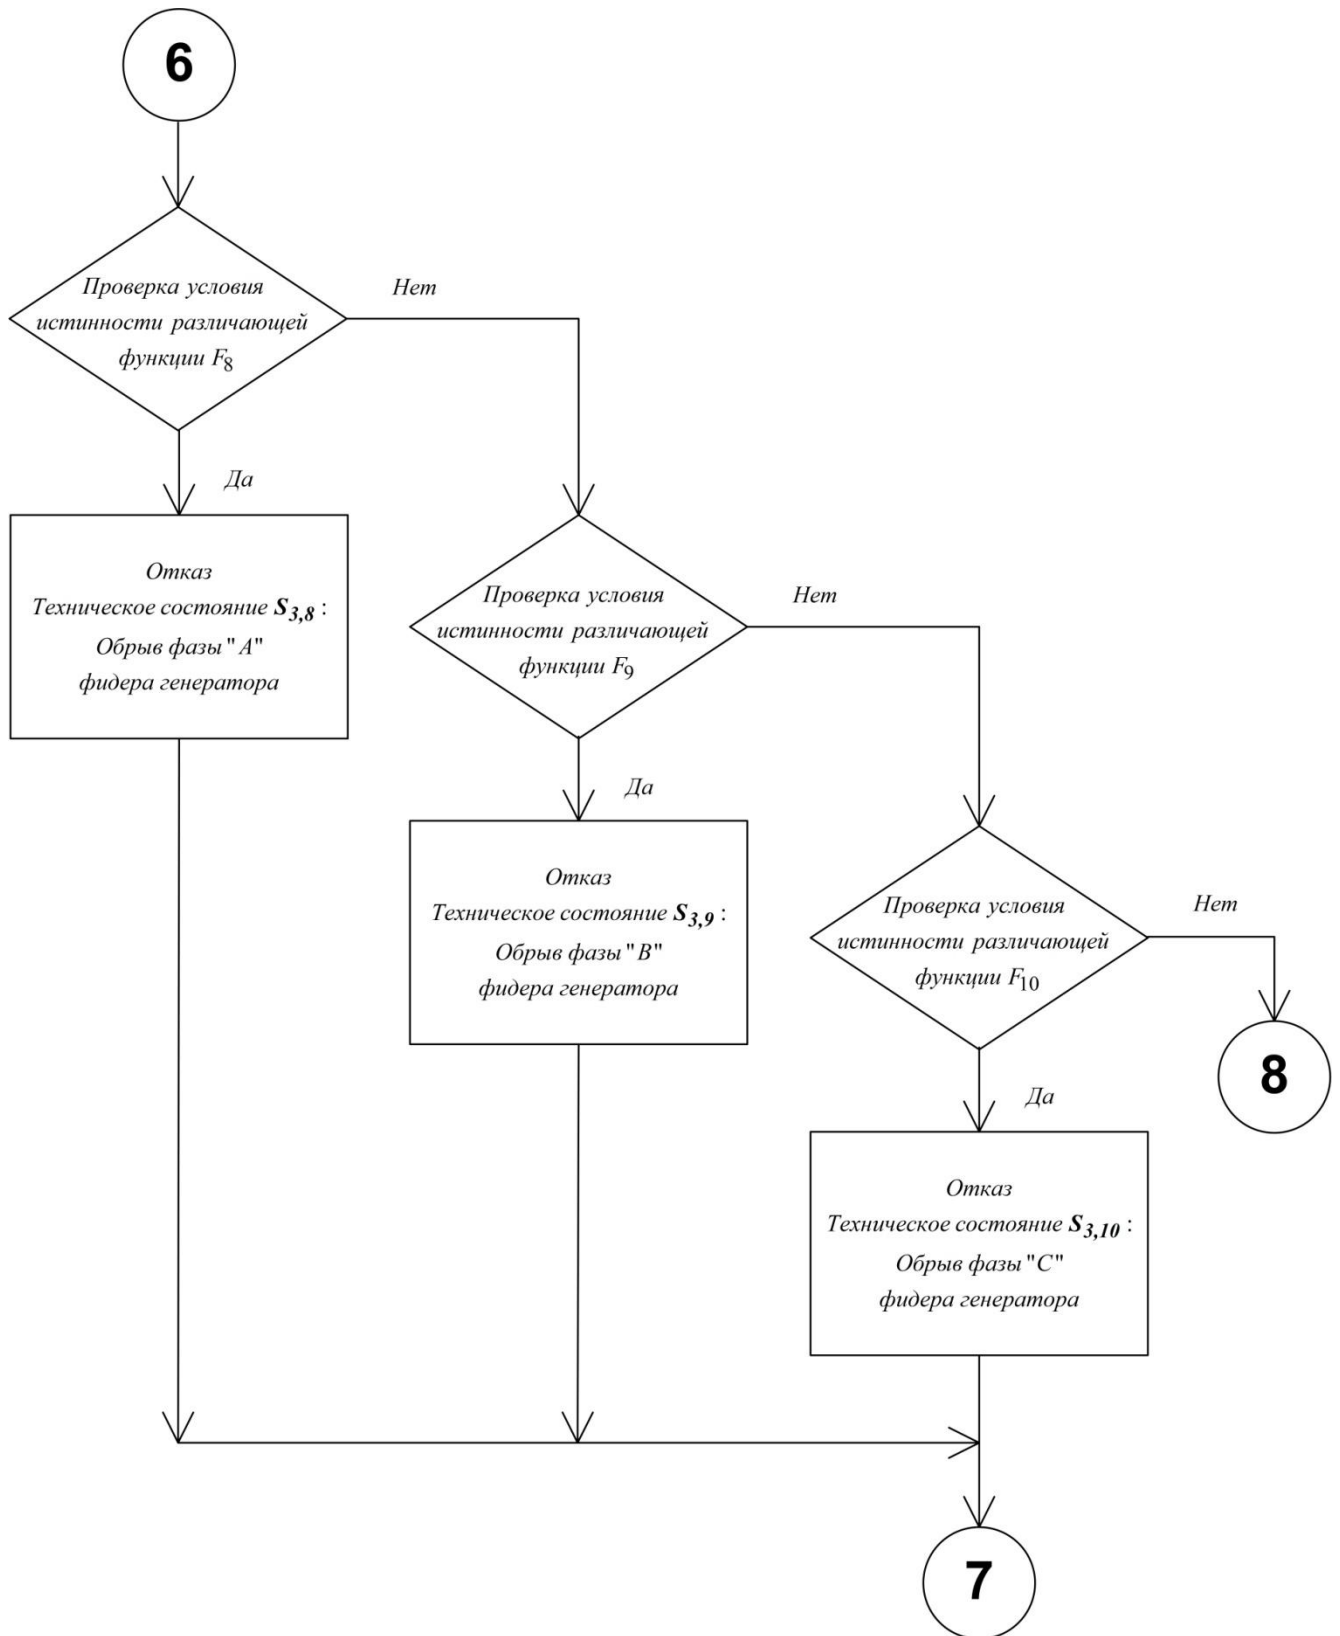 6
Проверка условия
истинности различающей
функции F8
Нет
Да
Отказ
Техническое состояние S3,8 :
Обрыв фазы "А"
фидера генератора
Проверка условия
истинности различающей
функции F9
Нет
Да
Отказ
Техническое состояние S3,9 :
Обрыв фазы "В"
фидера генератора
Проверка условия
истинности различающей
функции F10
Нет
8
Да
Отказ
Техническое состояние S3,10 :
Обрыв фазы "С"
фидера генератора
7